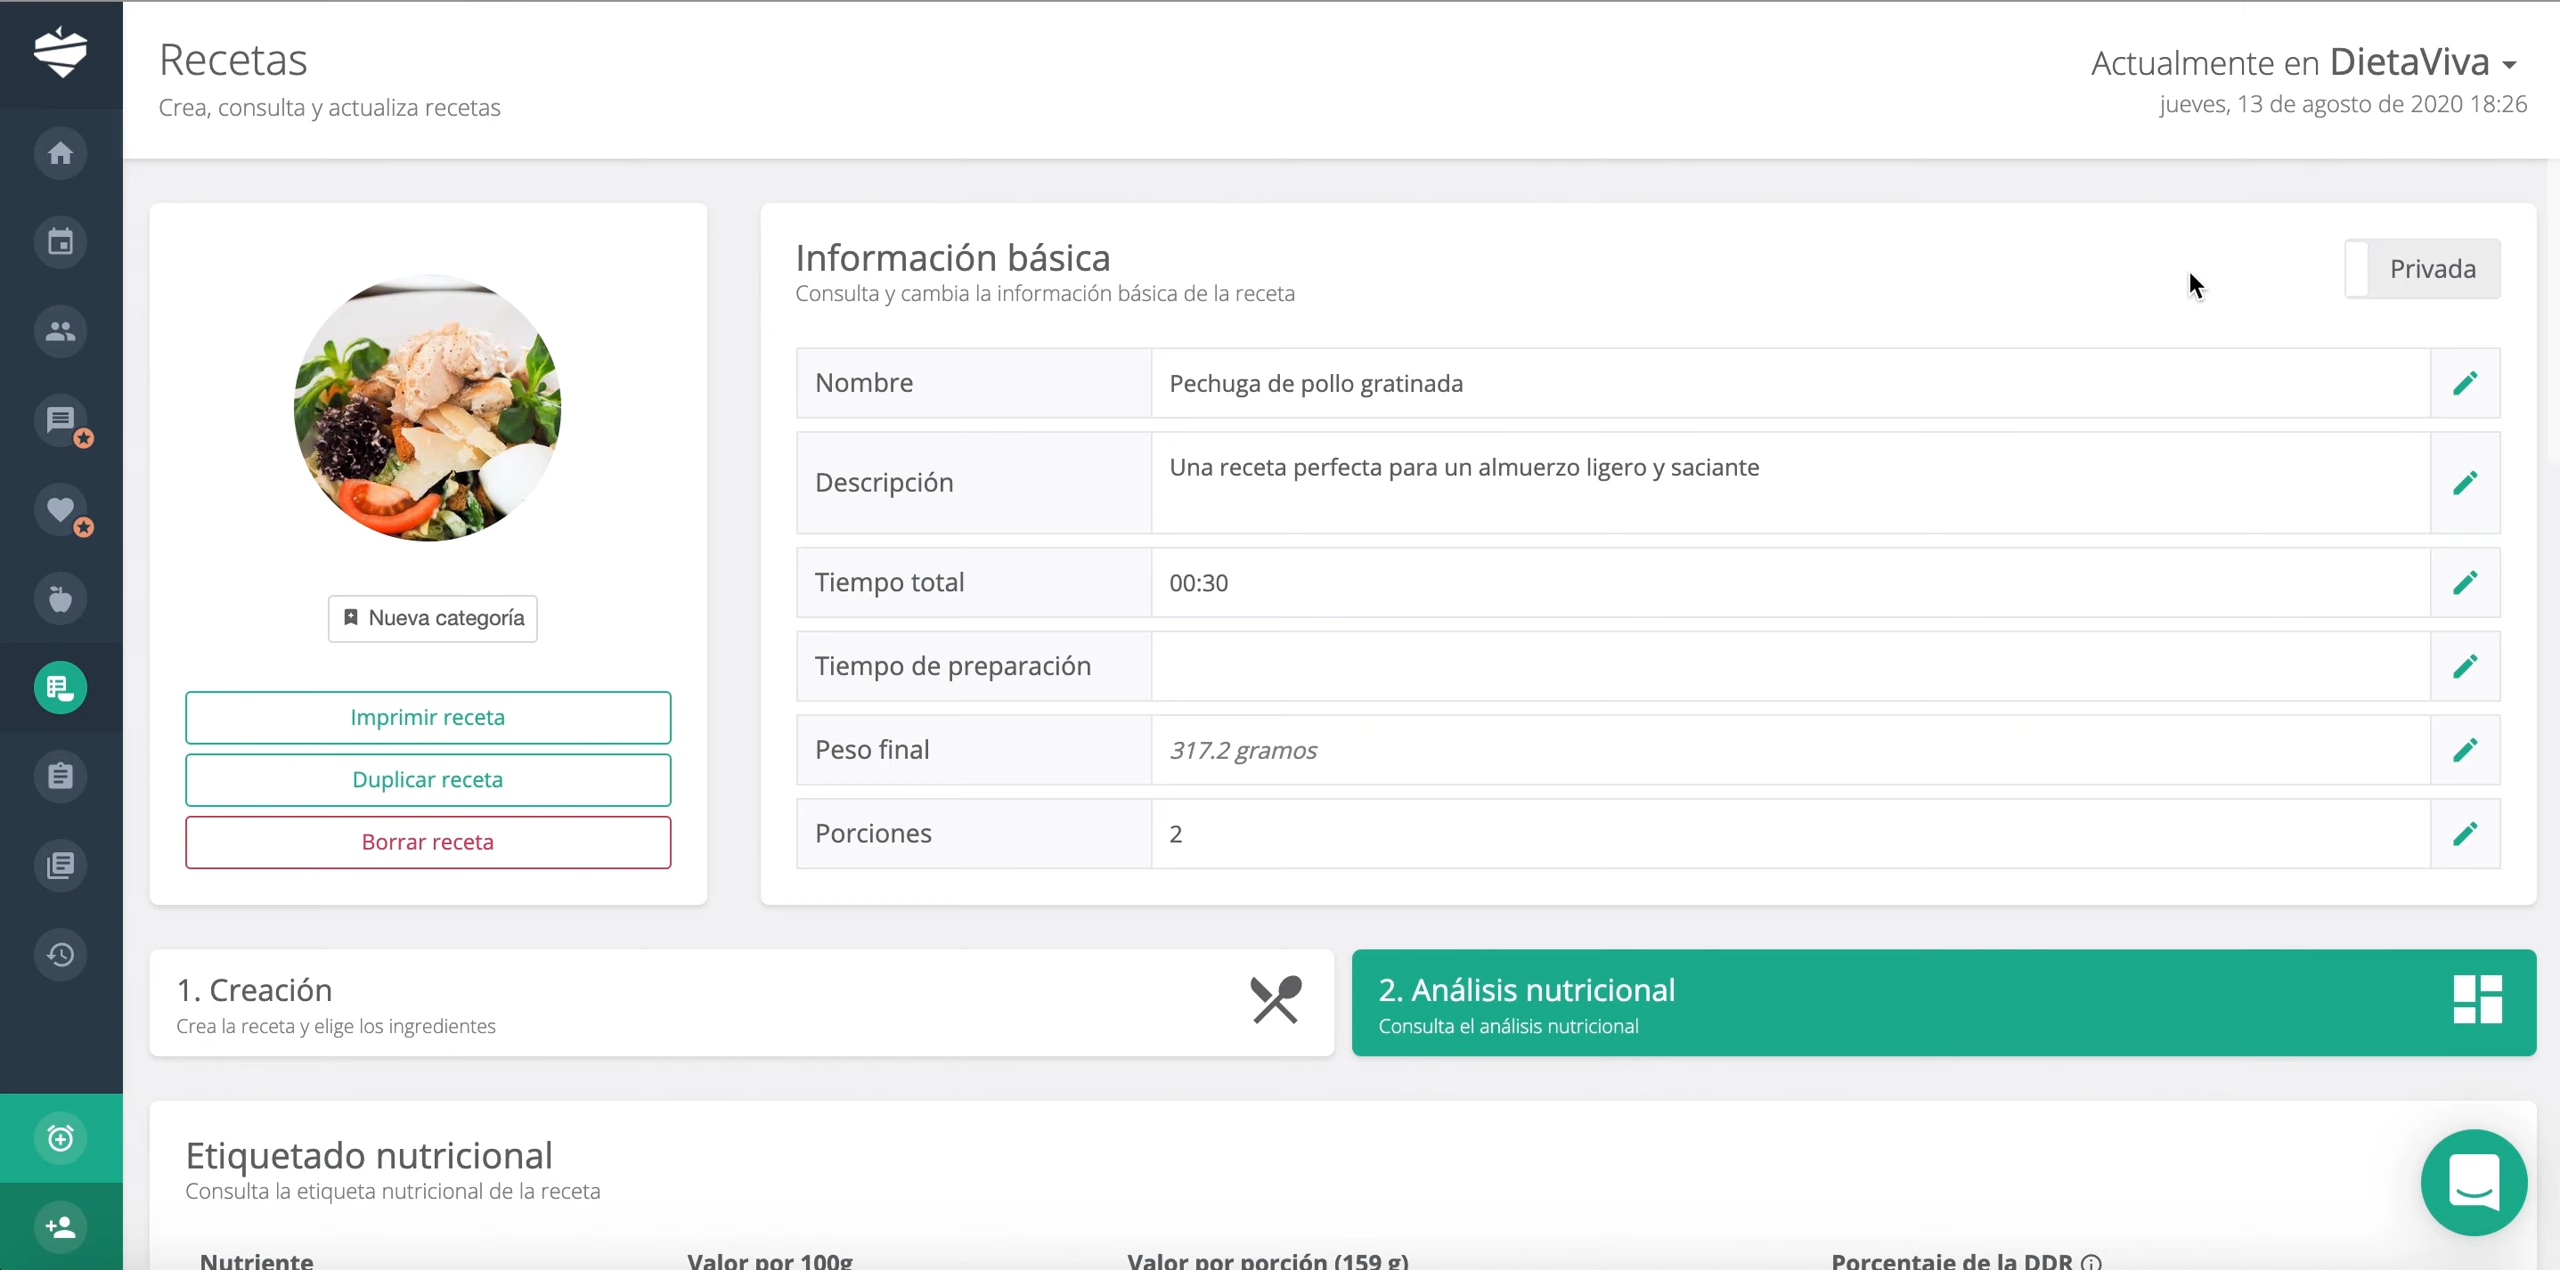 Recetas
Crea, consulta y actualiza recetas
Actualmente en DietaViva
jueves, 13 de agosto de 2020 18:26
Nueva categoría
Imprimir receta
Duplicar receta
Borrar receta
Información básica
Consulta y cambia la información básica de la receta
Privada
Nombre
Pechuga de pollo gratinada
Descripción
Una receta perfecta para un almuerzo ligero y saciante
Tiempo total
00:30
Tiempo de preparación
Peso final
317.2 gramos
Porciones
2
1. Creación
Crea la receta y elige los ingredientes
2. Análisis nutricional
Consulta el análisis nutricional
Etiquetado nutricional
Consulta la etiqueta nutricional de la receta
Nutriente
Valor por 100g
Valor por porción (159 g)
Porcentaje de la DDR